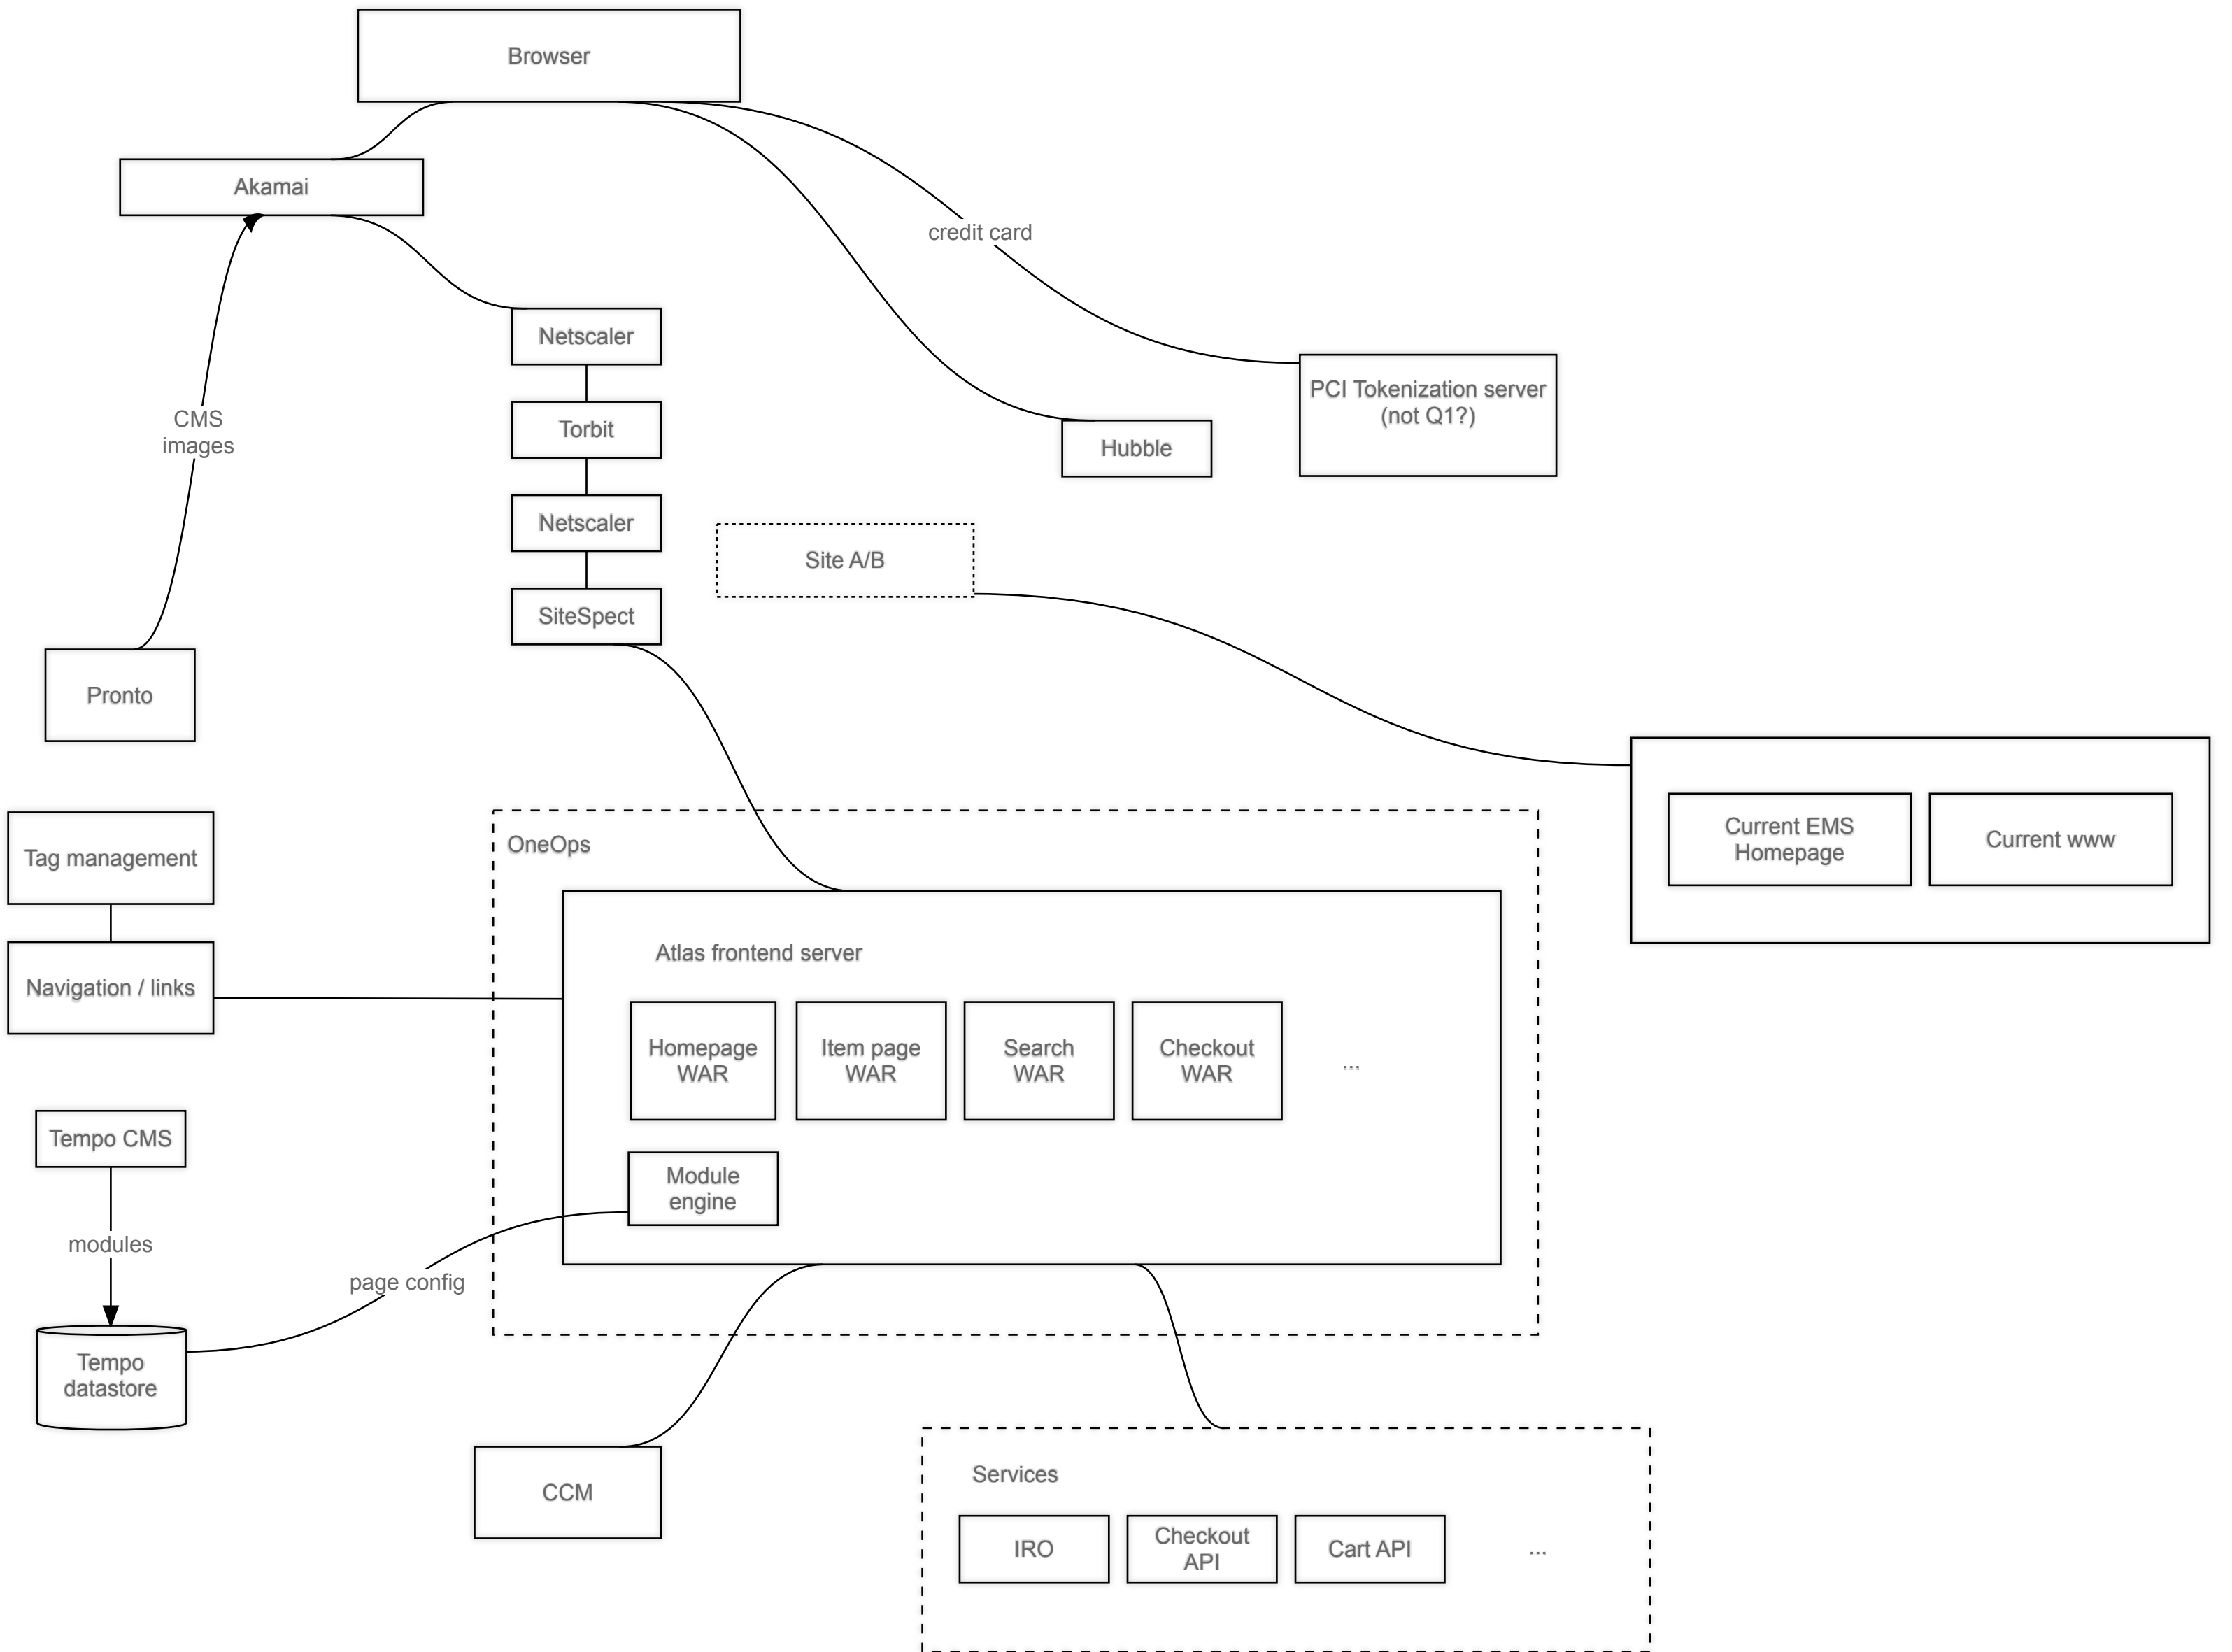 Browser
Akamai
credit card
Netscaler
PCI Tokenization server
(not Q1?)
CMS
images
Torbit
Hubble
Netscaler
Site A/B
SiteSpect
Pronto
Current EMS
Homepage
Current www
OneOps
Tag management
Atlas frontend server
Navigation / links
Homepage
WAR
Item page
WAR
Search
WAR
Checkout
WAR
...
Tempo CMS
Module
engine
modules
page config
Tempo
datastore
Services
CCM
IRO
Checkout
API
Cart API
...